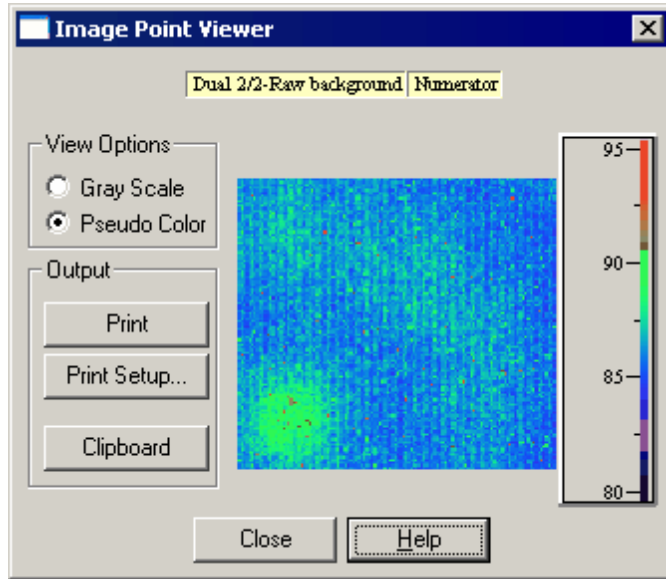 Image Point Viewer
Dual 2/2-Raw background Numerator
View Options
Gray Scale
Pseudo Color
Output
Print
Print Setup...
Clipboard
95
90
85
80
Close Help